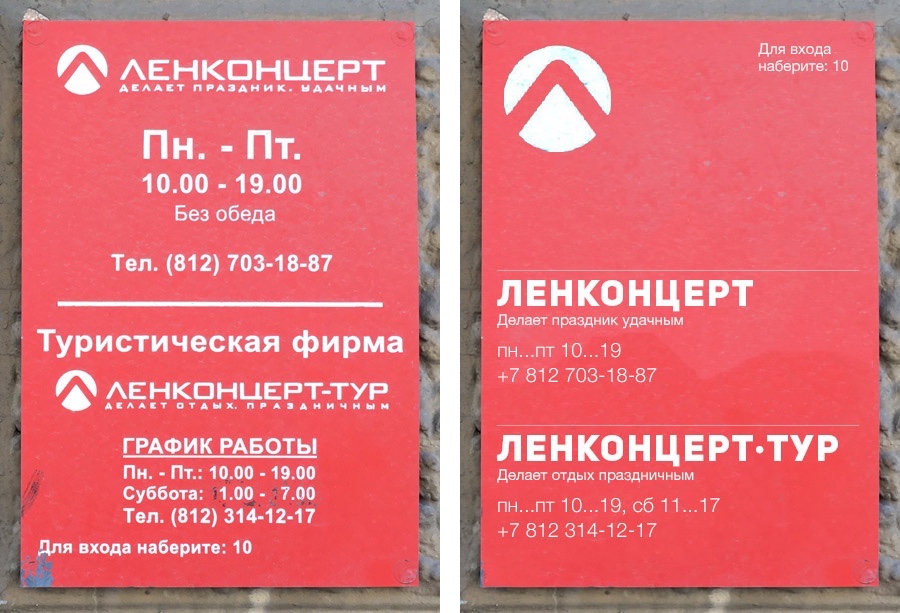 ЛЕНКОНЦЕРТ
ДЕЛАЕТ ПРАЗДНИК. УДАЧНЫМ
Пн. - Пт.
10.00 - 19.00
Без обеда
Тел. (812) 703-18-87
Туристическая фирма
ЛЕНКОНЦЕРТ-ТУР
ДЕЛАЕТ ОТДЫХ. ПРАЗДНИЧНЫМ
ГРАФИК РАБОТЫ
Пн. - Пт.: 10.00 - 19.00
Суббота: 11.00 - 17.00
Тел. (812) 314-12-17
Для входа наберите: 10
Для входа
наберите: 10
ЛЕНКОНЦЕРТ
Делает праздник удачным
пн...пт 10...19
+7 812 703-18-87
ЛЕНКОНЦЕРТ·ТУР
Делает отдых праздничным
пн...пт 10...19, сб 11...17
+7 812 314-12-17